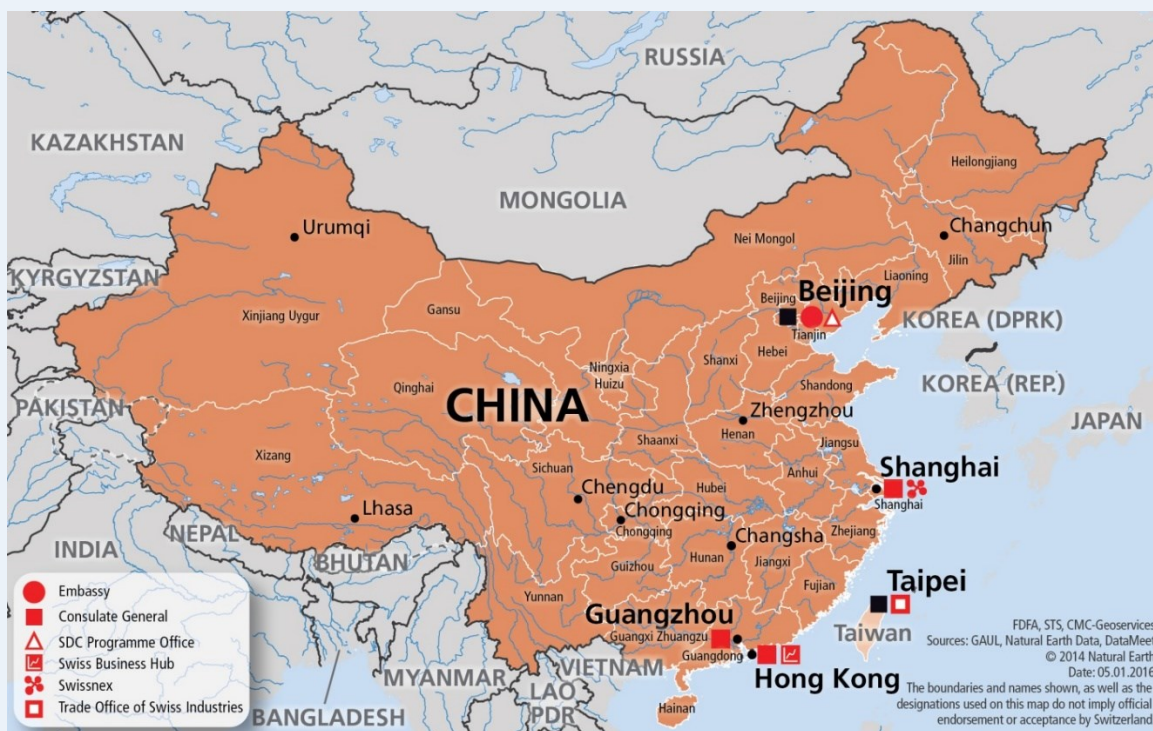 RUSSIA
KAZAKHSTAN
MONGOLIA
Heilongjiang
Urumqi
Changchun
Nei Mongol
Jilin
KYRGYZSTAN
Liaoning
Gansu
Beijing
Beijing
Xinjiang Uygur
Tianjin
KOREA (DPRK)
Hebei
Ningxia
Huizu
Shanxi
Qinghai
Shandong
KOREA (REP.)
PAKISTAN
CHINA
Zhengzhou
JAPAN
Henan
Shaanxi
Jiangsu
Xizang
Sichuan
Anhui
Shanghai
Chengdu
Hubei
Shanghai
Lhasa
Chongqing
Chongqing
Zhejiang
NEPAL
Changsha
INDIA
BHUTAN
Hunan
Jiangxi
Guizhou
Fujian
Yunnan
Taipei
Guangzhou
Taiwan
Guangxi Zhuangzu
Guangdong
Hong Kong
VIETNAM
MYANMAR
LAO
PDR
BANGLADESH
Hainan
Embassy
Consulate General
SDC Programme Office
Swiss Business Hub
Swissnex
Trade Office of Swiss Industries
FDFA, STS, CMC-Geoservices
Sources: GAUL, Natural Earth Data, DataMeet
© 2014 Natural Earth
Date: 05.01.2016
The boundaries and names shown, as well as the
designations used on this map do not imply official
endorsement or acceptance by Switzerland